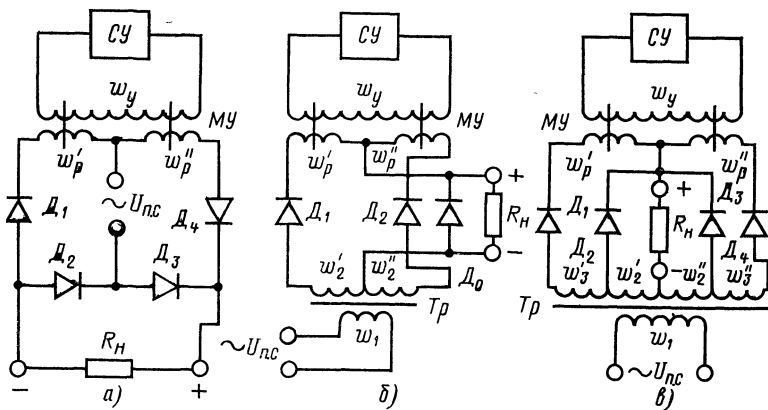 СУ
w_у
МУ
w'_р
w''_р
~U_п.с
Д_1
Д_4
Д_2
Д_3
R_н
−
+
а)
СУ
w_у
МУ
w'_р
w''_р
Д_1
Д_2
+
R_н
−
w'_2
w''_2
Д_0
Тр
w_1
~U_п.с
б)
СУ
w_у
МУ
w'_р
w''_р
Д_3
+
Д_1
R_н
Д_2
Д_4
w'_3
w'_2
−
w''_2
w''_3
Тр
w_1
~U_п.с
в)